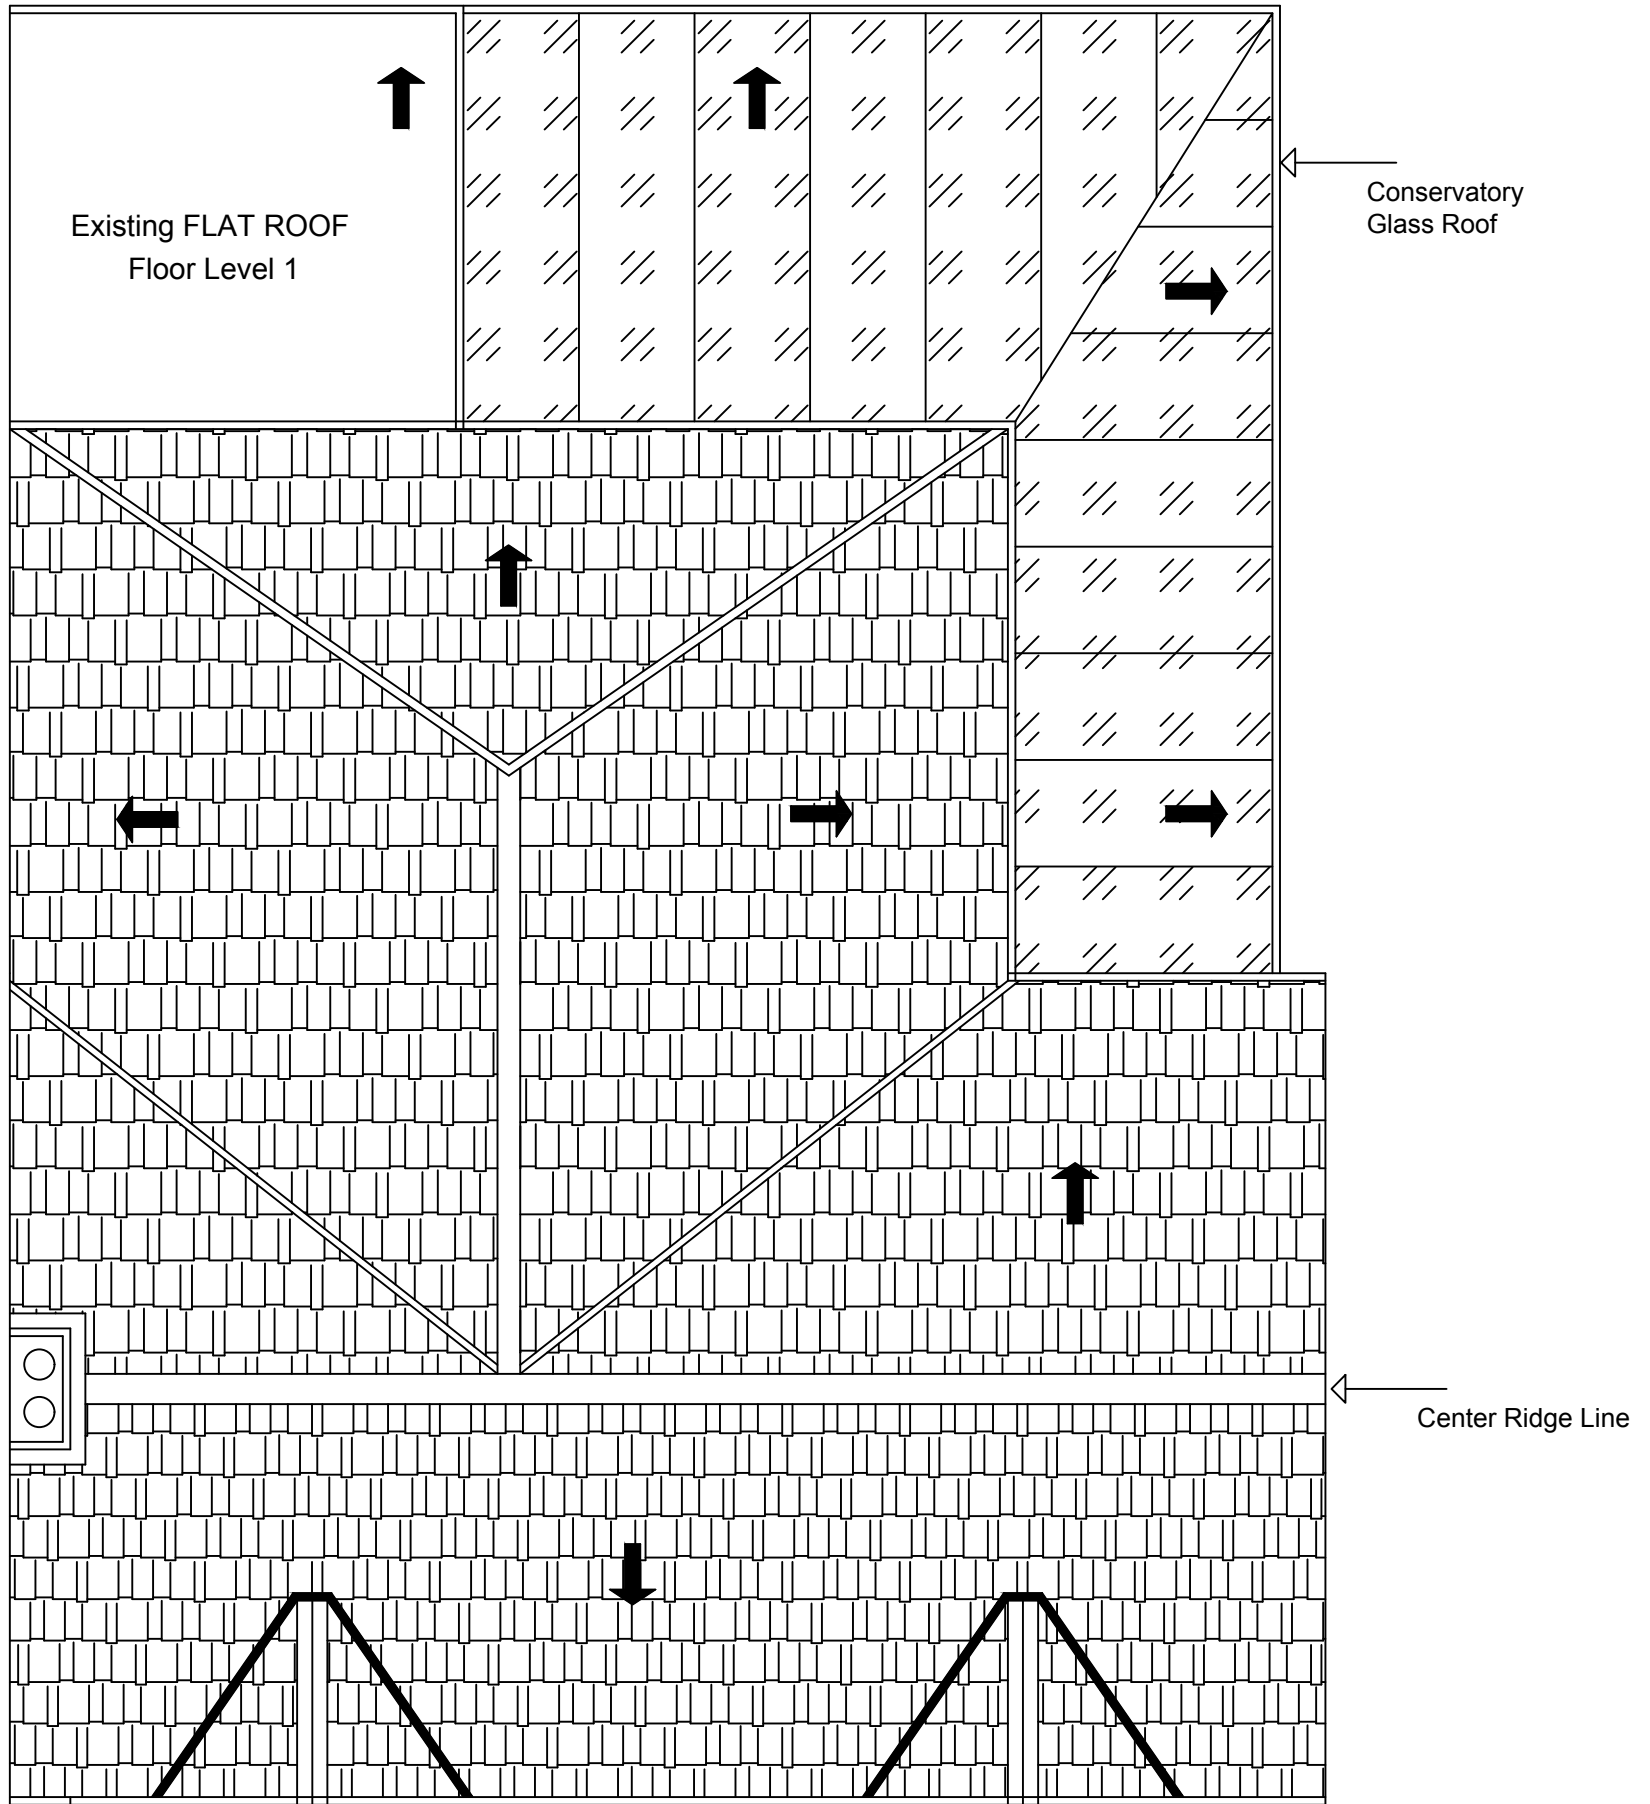 Existing FLAT ROOF
Floor Level 1
Conservatory
Glass Roof
Center Ridge Line